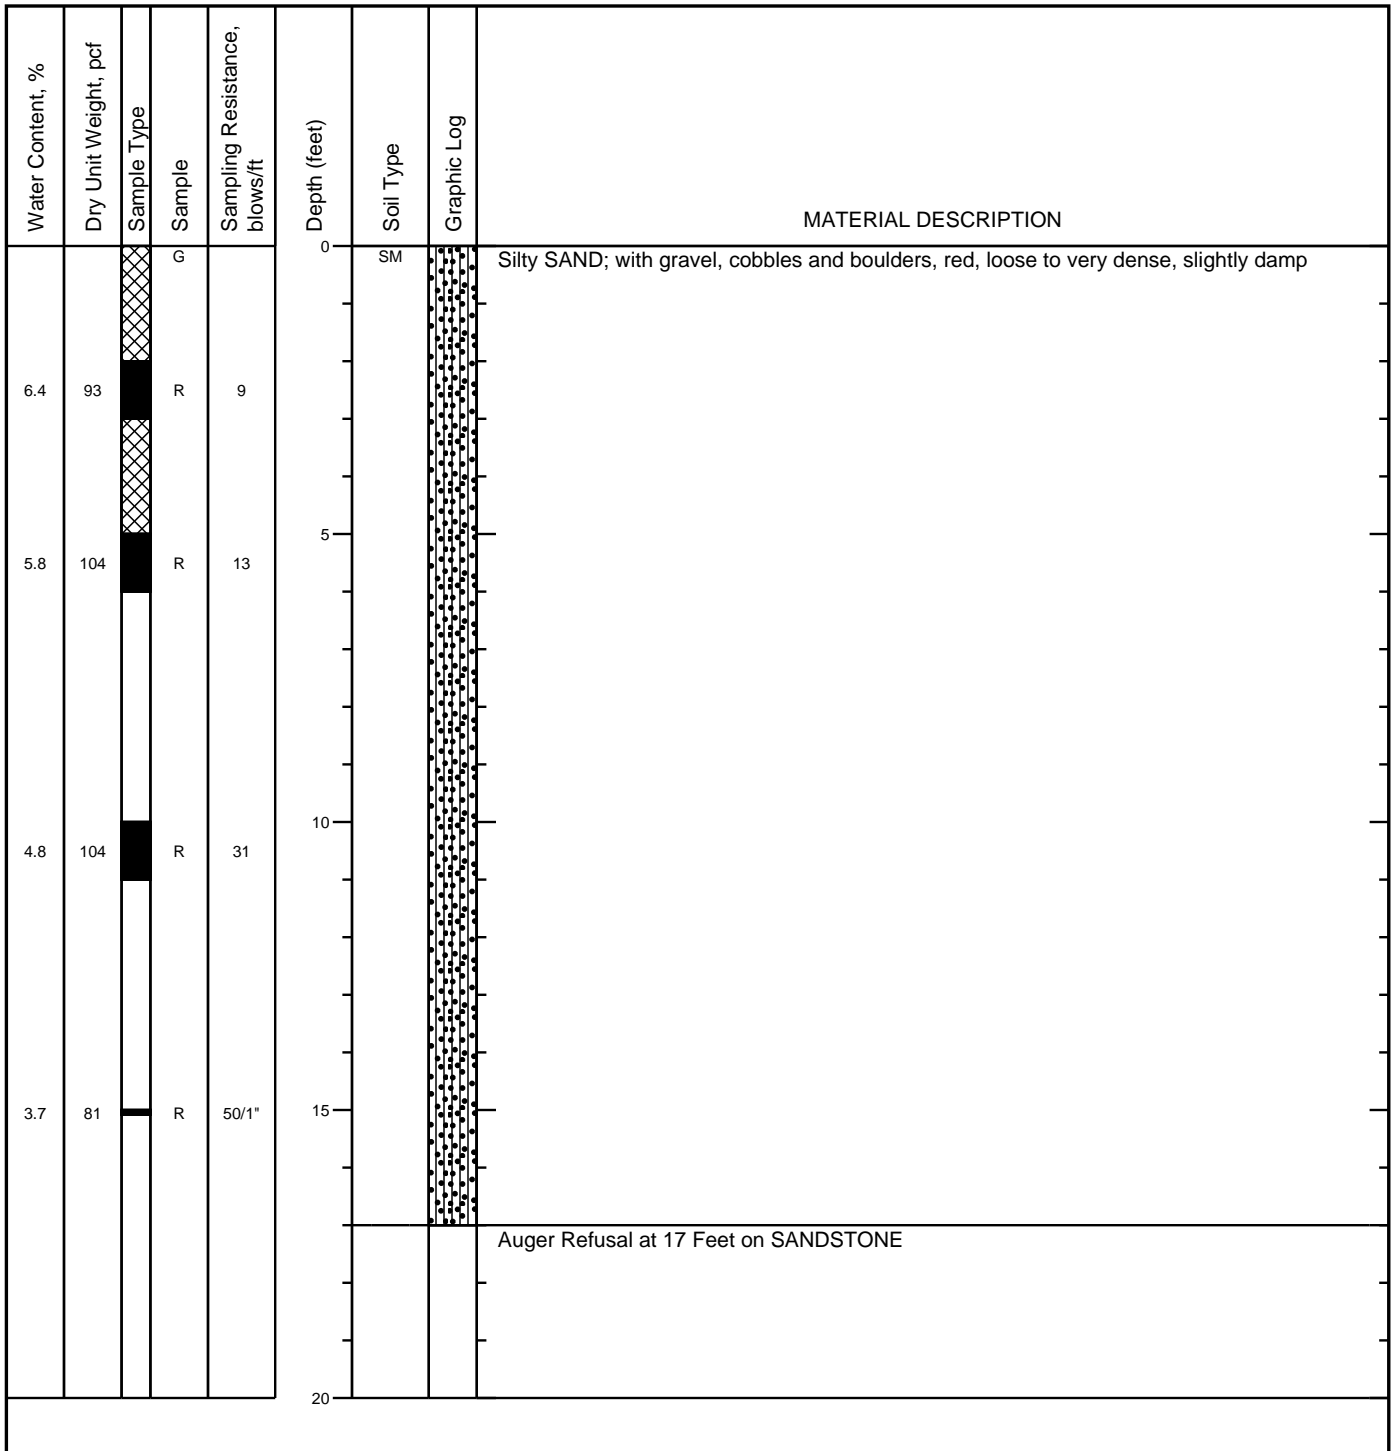 Water Content, %
Dry Unit Weight, pcf
Sample Type
Sample
Sampling Resistance,
blows/ft
Depth (feet)
Soil Type
Graphic Log
MATERIAL DESCRIPTION
0
G
SM
Silty SAND; with gravel, cobbles and boulders, red, loose to very dense, slightly damp
6.4 93 R 9
5
5.8 104 R 13
10
4.8 104 R 31
3.7 81 R 50/1" 15
Auger Refusal at 17 Feet on SANDSTONE
20